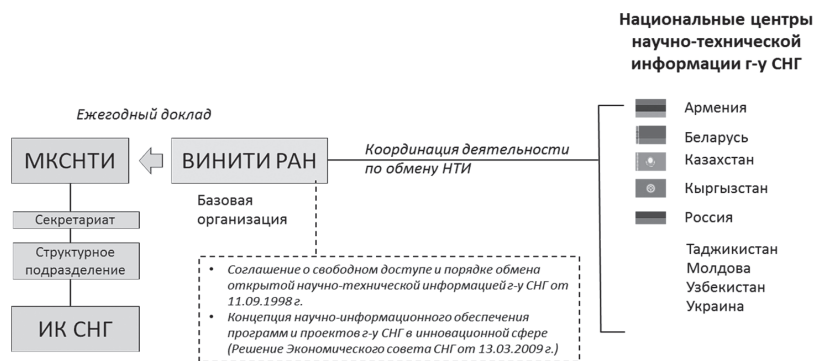 Национальные центры
научно-технической
информации г-у СНГ
Ежегодный доклад
МКСНТИ
ВИНИТИ РАН
Координация деятельности
по обмену НТИ
Базовая
организация
Секретариат
Структурное
подразделение
ИК СНГ
• Соглашение о свободном доступе и порядке обмена
открытой научно-технической информацией г-у СНГ от
11.09.1998 г.
• Концепция научно-информационного обеспечения
программ и проектов г-у СНГ в инновационной сфере
(Решение Экономического совета СНГ от 13.03.2009 г.)
Армения
Беларусь
Казахстан
Кыргызстан
Россия
Таджикистан
Молдова
Узбекистан
Украина